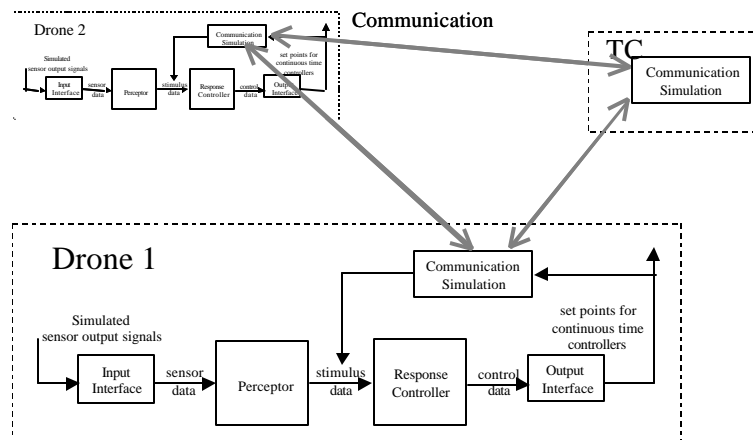 Communication
Drone 2
Communication
Simulation
Simulated
sensor output signals
set points for
continuous time
controllers
Input
Interface
sensor
data
Perceptor
stimulus
data
Response
Controller
control
data
Output
Interface
TC
Communication
Simulation
Drone 1
Communication
Simulation
Simulated
sensor output signals
set points for
continuous time
controllers
Input
Interface
sensor
data
Perceptor
stimulus
data
Response
Controller
control
data
Output
Interface